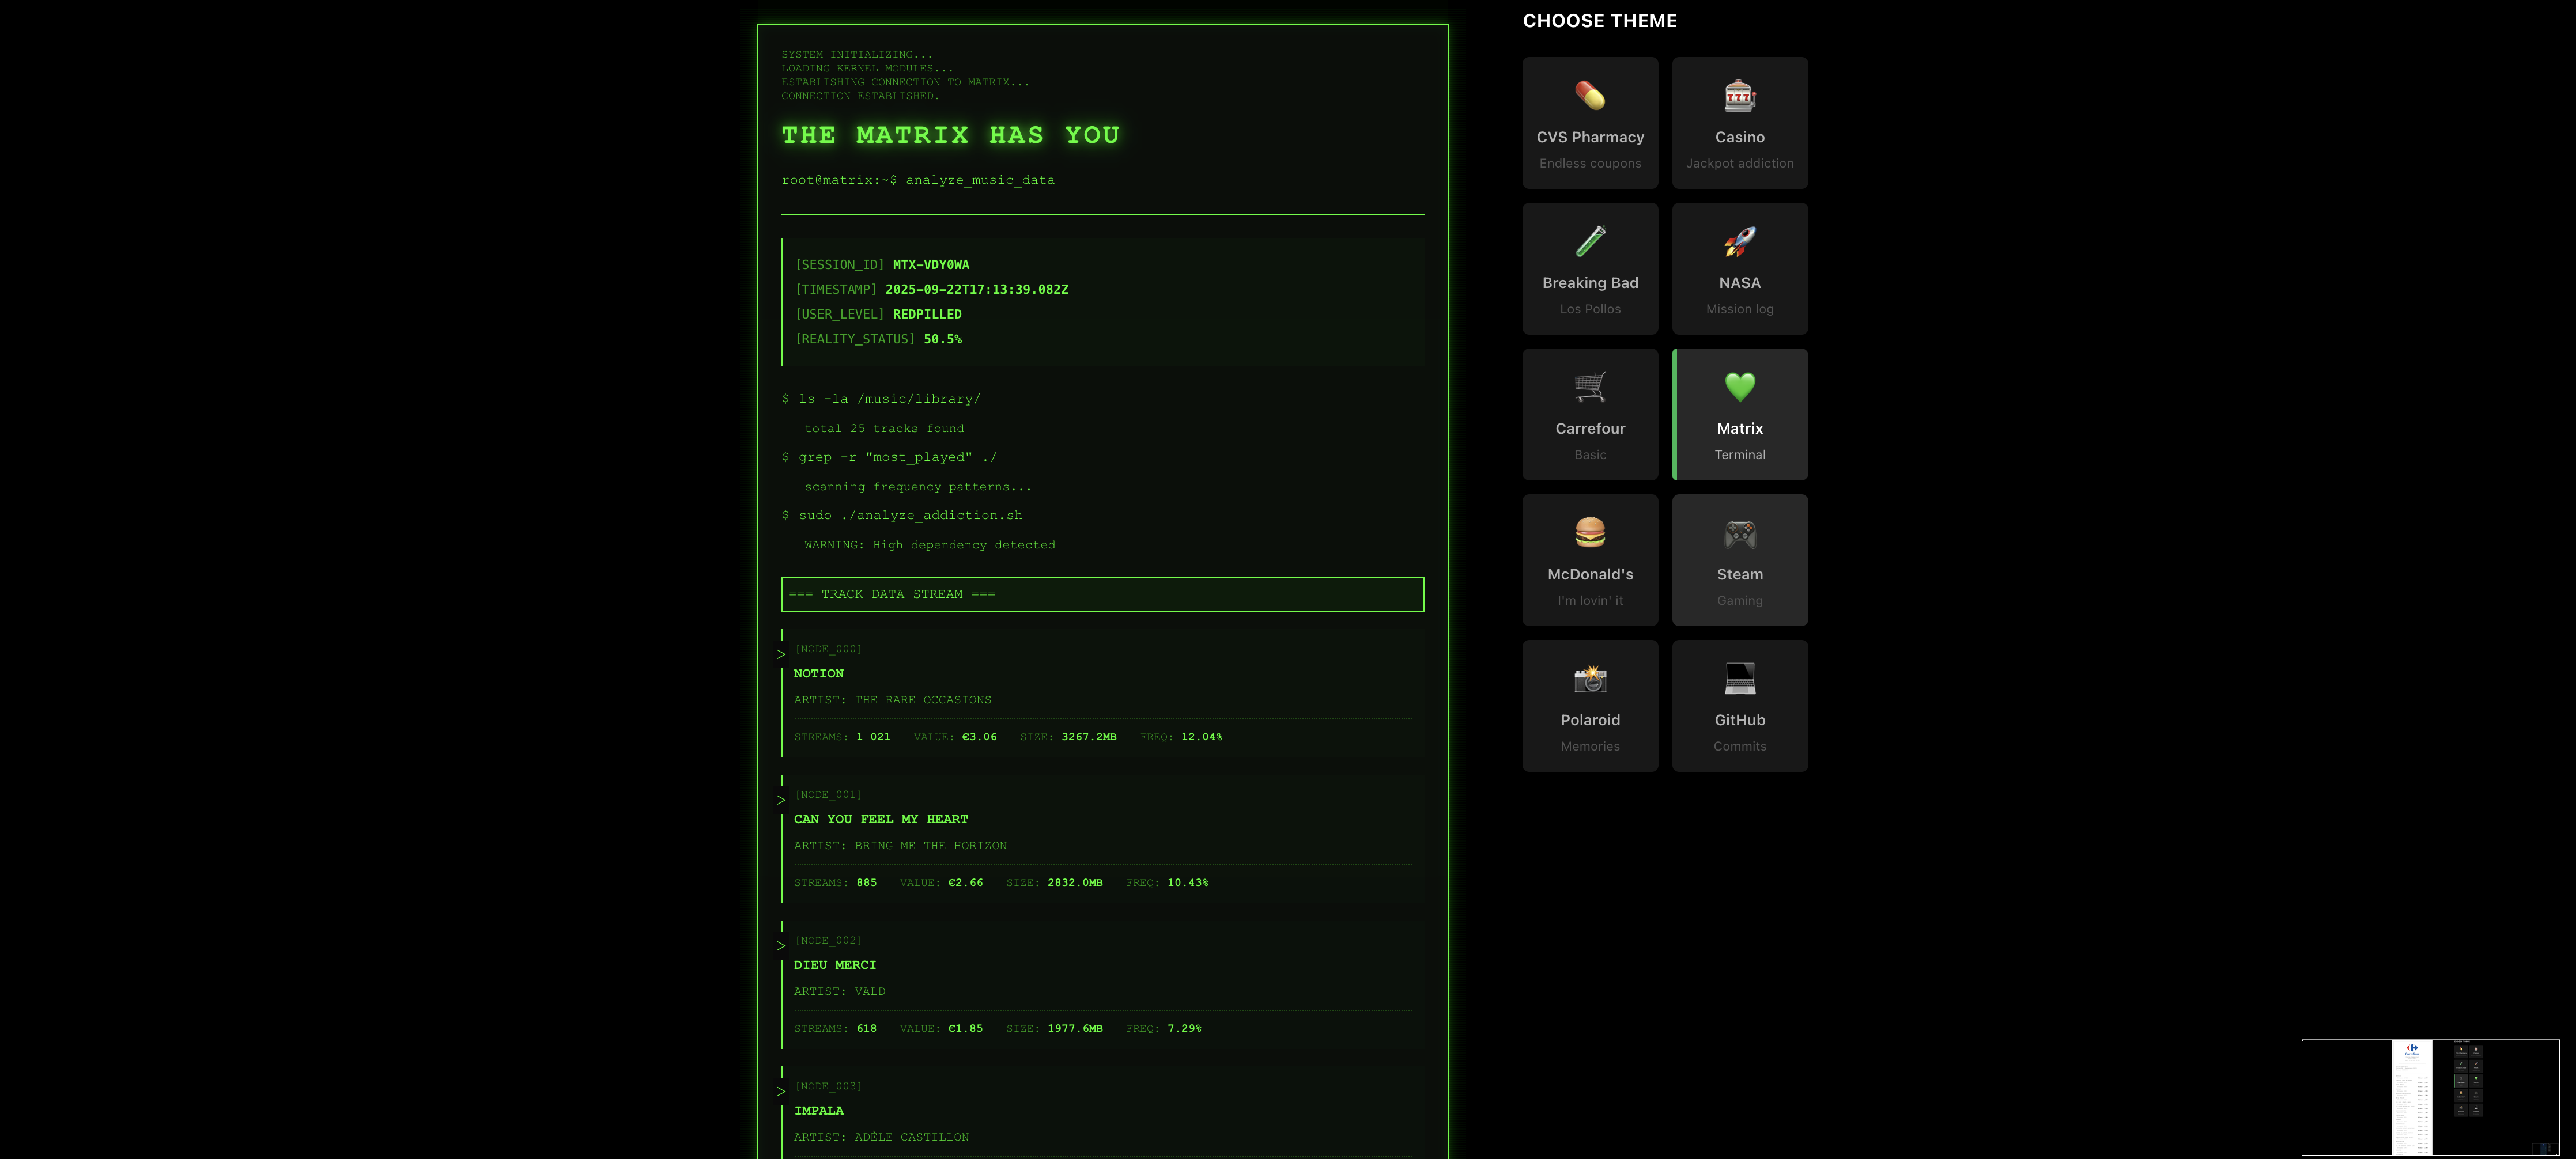 SYSTEM INITIALIZING...
LOADING KERNEL MODULES...
ESTABLISHING CONNECTION TO MATRIX...
CONNECTION ESTABLISHED.
THE MATRIX HAS YOU
root@matrix:~$ analyze_music_data
[SESSION_ID] MTX-VDY0WA
[TIMESTAMP] 2025-09-22T17:13:39.082Z
[USER_LEVEL] REDPILLED
[REALITY_STATUS] 50.5%
$ ls -la /music/library/
total 25 tracks found
$ grep -r "most_played" ./
scanning frequency patterns...
$ sudo ./analyze_addiction.sh
WARNING: High dependency detected
=== TRACK DATA STREAM ===
> [NODE_000]
NOTION
ARTIST: THE RARE OCCASIONS
STREAMS: 1 021 VALUE: €3.06 SIZE: 3267.2MB FREQ: 12.04%
> [NODE_001]
CAN YOU FEEL MY HEART
ARTIST: BRING ME THE HORIZON
STREAMS: 885 VALUE: €2.66 SIZE: 2832.0MB FREQ: 10.43%
> [NODE_002]
DIEU MERCI
ARTIST: VALD
STREAMS: 618 VALUE: €1.85 SIZE: 1977.6MB FREQ: 7.29%
> [NODE_003]
IMPALA
ARTIST: ADÈLE CASTILLON
CHOOSE THEME
CVS Pharmacy
Endless coupons
Casino
Jackpot addiction
Breaking Bad
Los Pollos
NASA
Mission log
Carrefour
Basic
Matrix
Terminal
McDonald's
I'm lovin' it
Steam
Gaming
Polaroid
Memories
GitHub
Commits